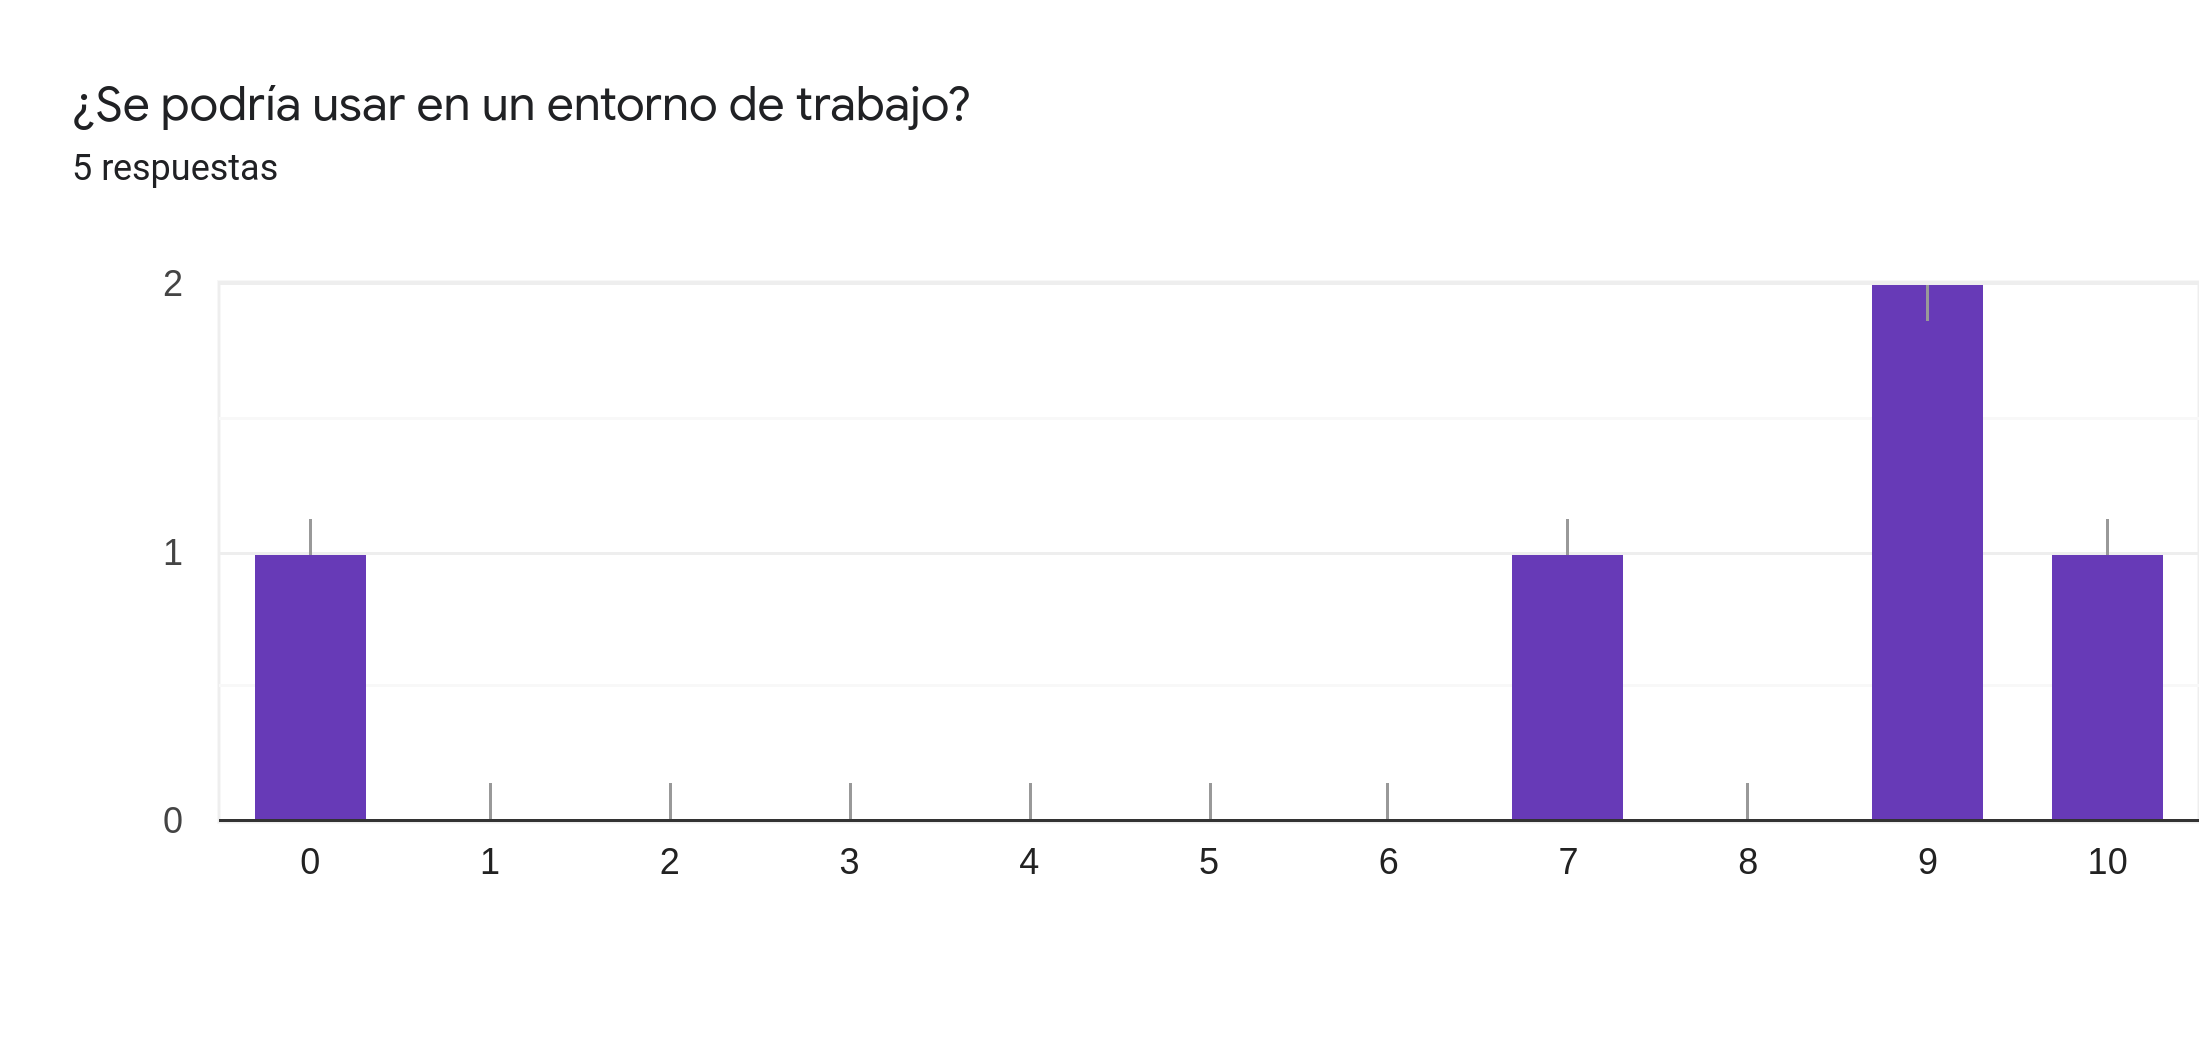 ¿Se podría usar en un entorno de trabajo?
5 respuestas
2
1
0
0 1 2 3 4 5 6 7 8 9 10